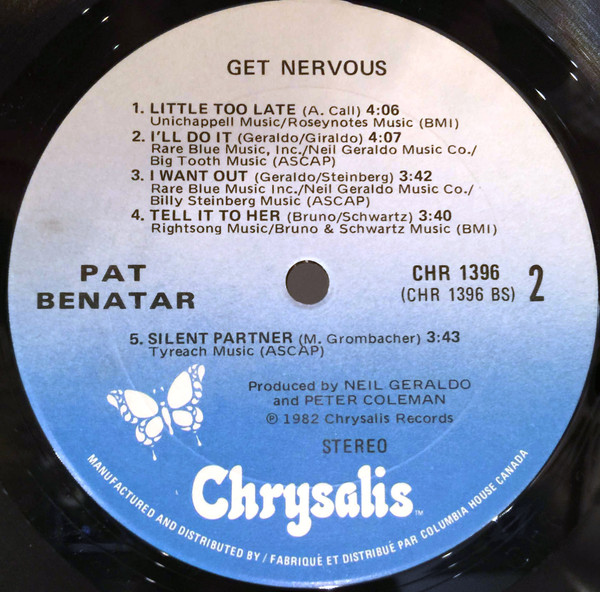 GET NERVOUS
1. LITTLE TOO LATE (A. Call) 4:06
Unichappell Music/Roseynotes Music (BMI)
2. I'LL DO IT (Geraldo/Giraldo) 4:07
Rare Blue Music, Inc./Neil Geraldo Music Co./
Big Tooth Music (ASCAP)
3. I WANT OUT (Geraldo/Steinberg) 3:42
Rare Blue Music Inc./Neil Geraldo Music Co./
Billy Steinberg Music (ASCAP)
4. TELL IT TO HER (Bruno/Schwartz) 3:40
Rightsong Music/Bruno & Schwartz Music (BMI)
PAT
BENATAR
CHR 1396
(CHR 1396 BS)
2
5. SILENT PARTNER (M. Grombacher) 3:43
Tyreach Music (ASCAP)
Produced by NEIL GERALDO
and PETER COLEMAN
℗ 1982 Chrysalis Records
STEREO
Chrysalis™
MANUFACTURED AND DISTRIBUTED BY / FABRIQUÈ ET DISTRIBUÈ PAR COLUMBIA HOUSE CANADA